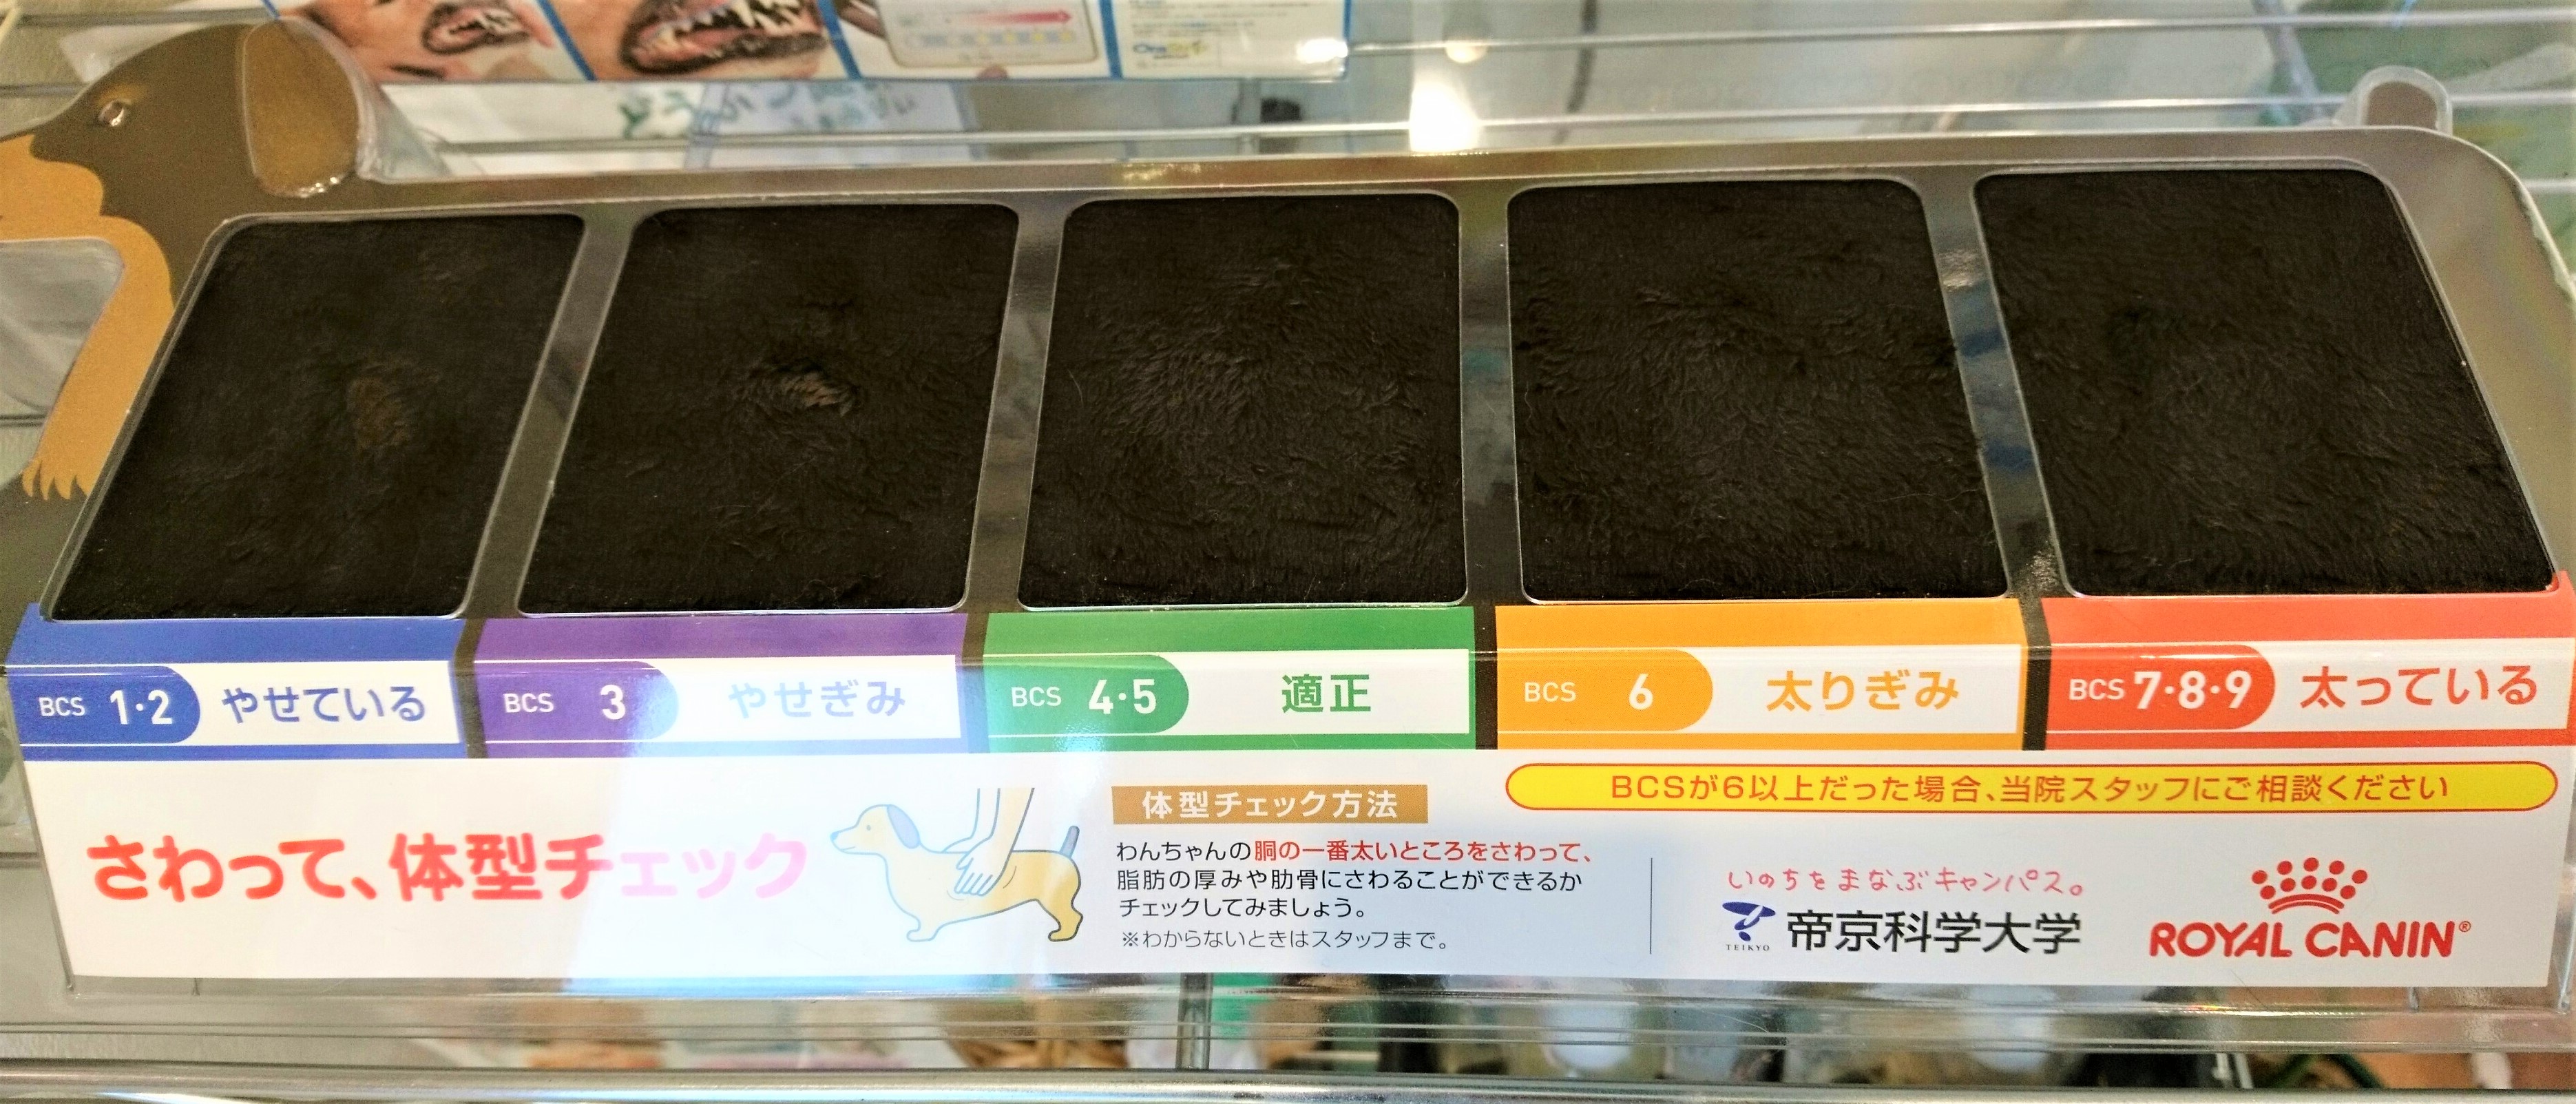 BCS 1・2 やせている
BCS 3 やせぎみ
BCS 4・5 適正
BCS 6 太りぎみ
BCS 7・8・9 太っている
さわって、体型チェック
体型チェック方法
わんちゃんの胴の一番太いところをさわって、
脂肪の厚みや肋骨にさわることができるか
チェックしてみましょう。
※わからないときはスタッフまで。
BCSが6以上だった場合、当院スタッフにご相談ください
いのちをまなぶキャンパス。
TEIKYO
帝京科学大学
ROYAL CANIN®